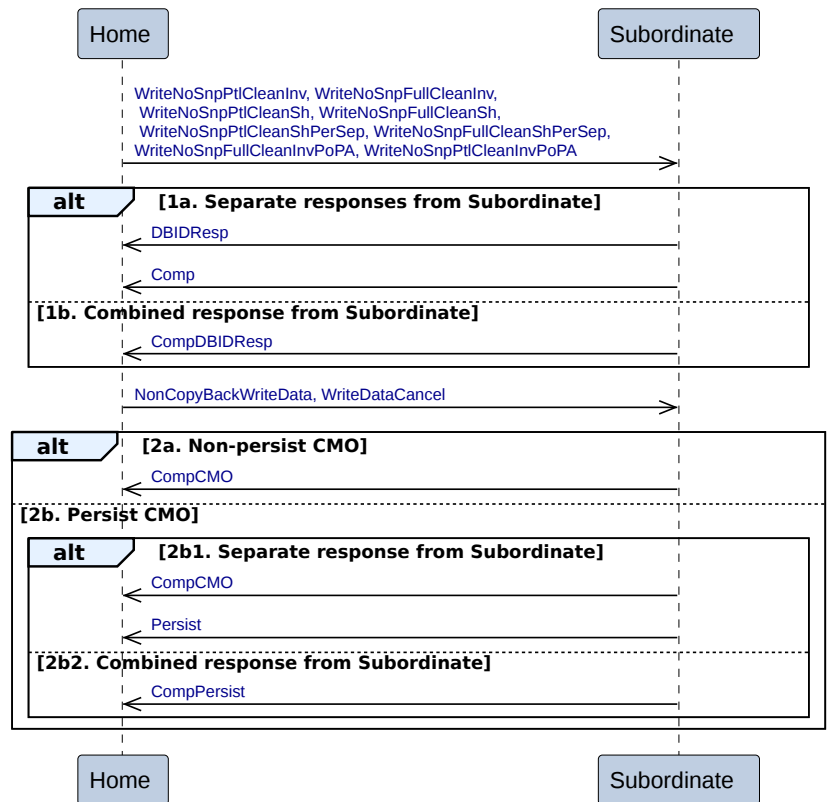 Home
Subordinate
WriteNoSnpPtlCleanInv, WriteNoSnpFullCleanInv,
WriteNoSnpPtlCleanSh, WriteNoSnpFullCleanSh,
WriteNoSnpPtlCleanShPerSep, WriteNoSnpFullCleanShPerSep,
WriteNoSnpFullCleanInvPoPA, WriteNoSnpPtlCleanInvPoPA
alt [1a. Separate responses from Subordinate]
DBIDResp
Comp
[1b. Combined response from Subordinate]
CompDBIDResp
NonCopyBackWriteData, WriteDataCancel
alt [2a. Non-persist CMO]
CompCMO
[2b. Persist CMO]
alt [2b1. Separate response from Subordinate]
CompCMO
Persist
[2b2. Combined response from Subordinate]
CompPersist
Home
Subordinate